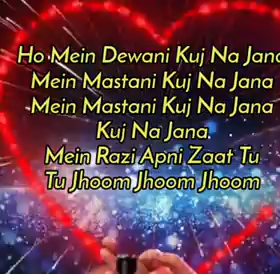 Ho Mein Dewani Kuj Na Jana
Mein Mastani Kuj Na Jana
Mein Mastani Kuj Na Jana
Kuj Na Jana,
Mein Razi Apni Zaat Tu
Tu Jhoom Jhoom Jhoom